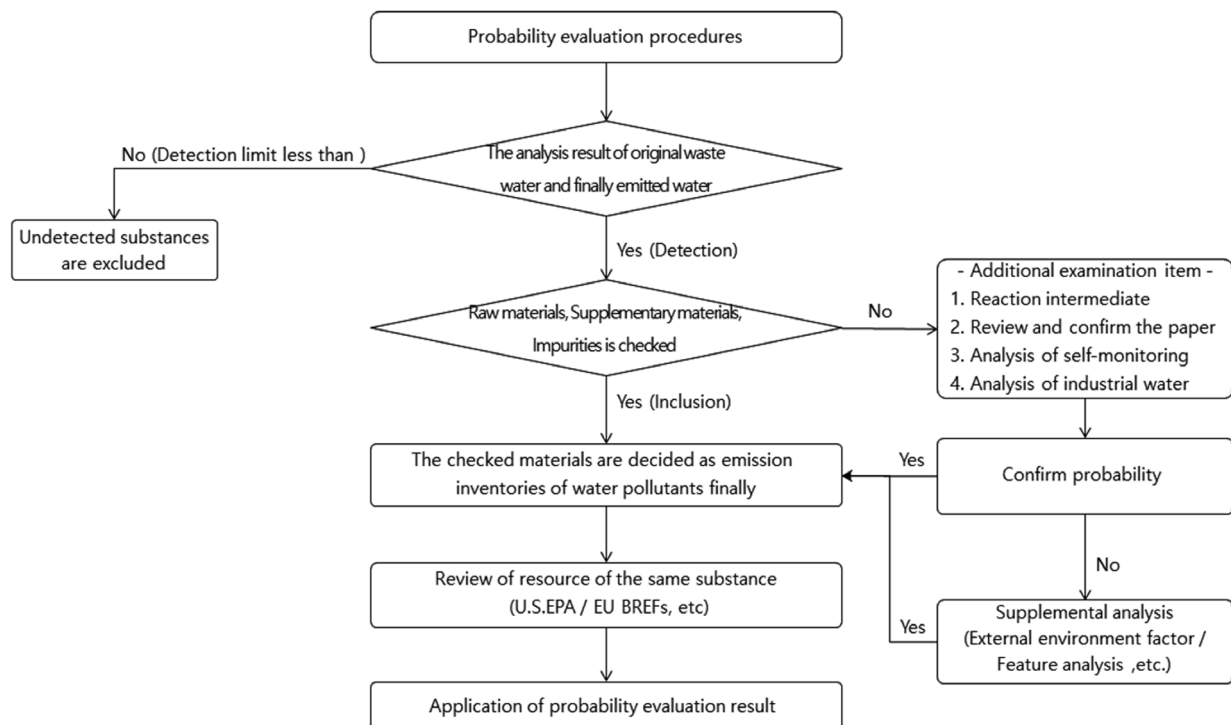 Probability evaluation procedures
No (Detection limit less than )
The analysis result of original waste
water and finally emitted water
Undetected substances
are excluded
Yes (Detection)
Raw materials, Supplementary materials,
Impurities is checked
No
- Additional examination item -
1. Reaction intermediate
2. Review and confirm the paper
3. Analysis of self-monitoring
4. Analysis of industrial water
Yes (Inclusion)
The checked materials are decided as emission
inventories of water pollutants finally
Yes
Confirm probability
No
Review of resource of the same substance
(U.S.EPA / EU BREFs, etc)
Yes
Supplemental analysis
(External environment factor /
Feature analysis ,etc.)
Application of probability evaluation result